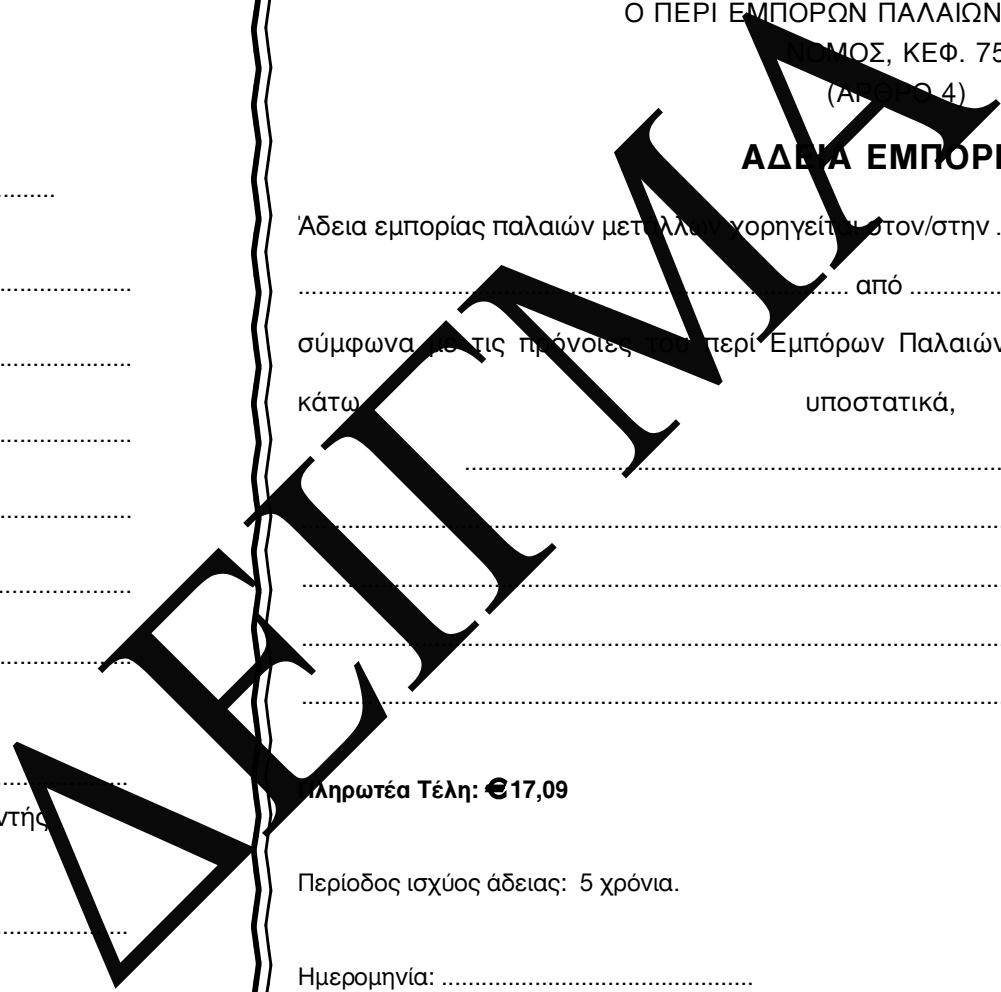 Ο ΠΕΡΙ ΕΜΠΟΡΩΝ ΠΑΛΑΙΩΝ
ΝΟΜΟΣ, ΚΕΦ. 75
(ΑΡΘΡΟ 4)
ΑΔΕΙΑ ΕΜΠΟΡΙ
Άδεια εμπορίας παλαιών μετάλλων χορηγείται στον/στην .
.......................................................................................... από ...............
σύμφωνα με τις πρόνοιες του περί Εμπόρων Παλαιών
κάτω υποστατικά,
Πληρωτέα Τέλη: €17,09
ντής
Περίοδος ισχύος άδειας: 5 χρόνια.
Ημερομηνία: ....................................................
ΔΕΙΓΜΑ